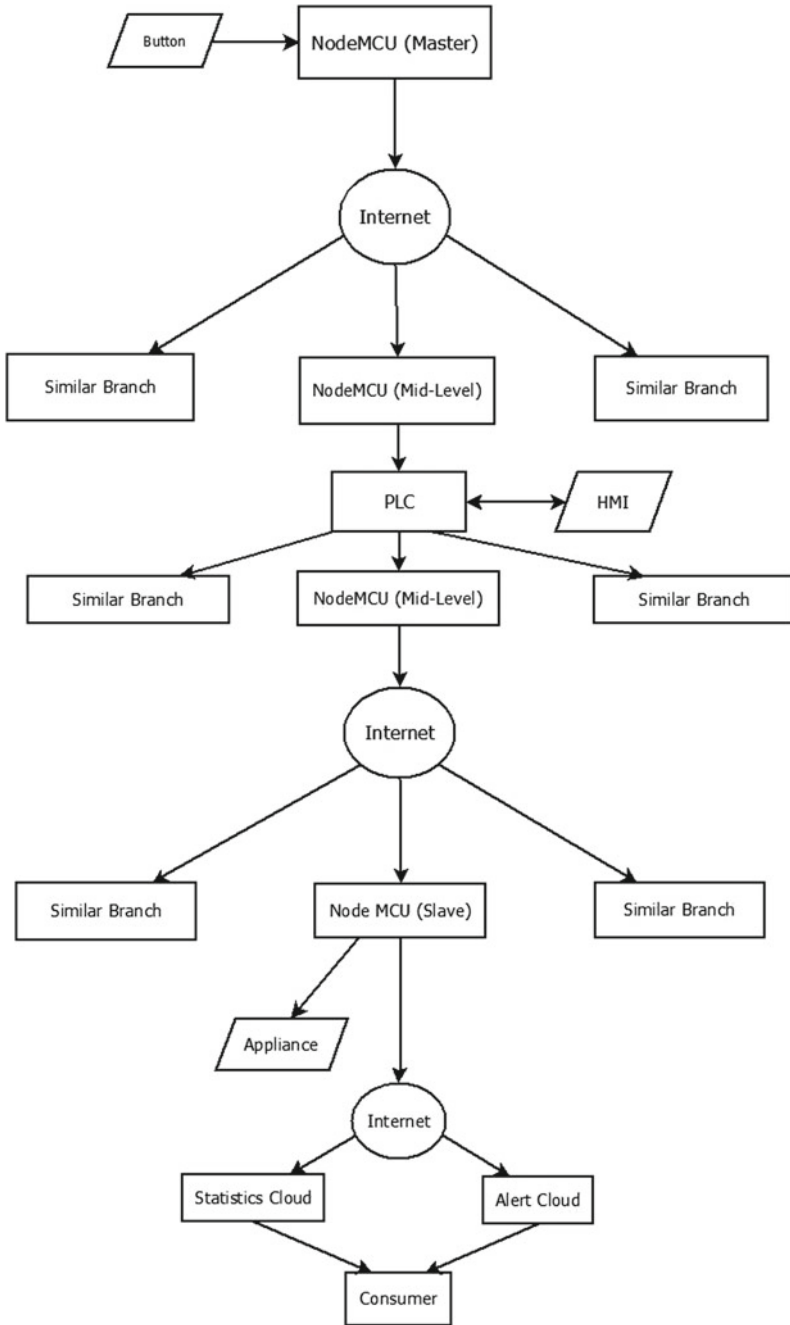 Button
NodeMCU (Master)
Internet
Similar Branch
NodeMCU (Mid-Level)
Similar Branch
PLC
HMI
Similar Branch
NodeMCU (Mid-Level)
Similar Branch
Internet
Similar Branch
Node MCU (Slave)
Similar Branch
Appliance
Internet
Statistics Cloud
Alert Cloud
Consumer